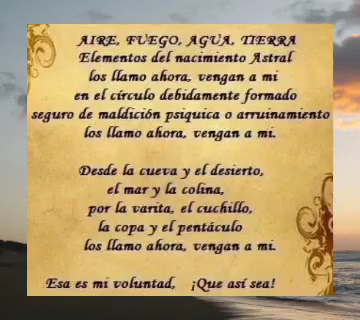 AIRE, FUEGO, AGUA, TIERRA
Elementos del nacimiento Astral
los llamo ahora, vengan a mi
en el círculo debidamente formado
seguro de maldición psiquica o arruinamiento
los llamo ahora, vengan a mi.
Desde la cueva y el desierto,
el mar y la colina,
por la varita, el cuchillo,
la copa y el pentáculo
los llamo ahora, vengan a mi.
Esa es mi voluntad, ¡Que así sea!